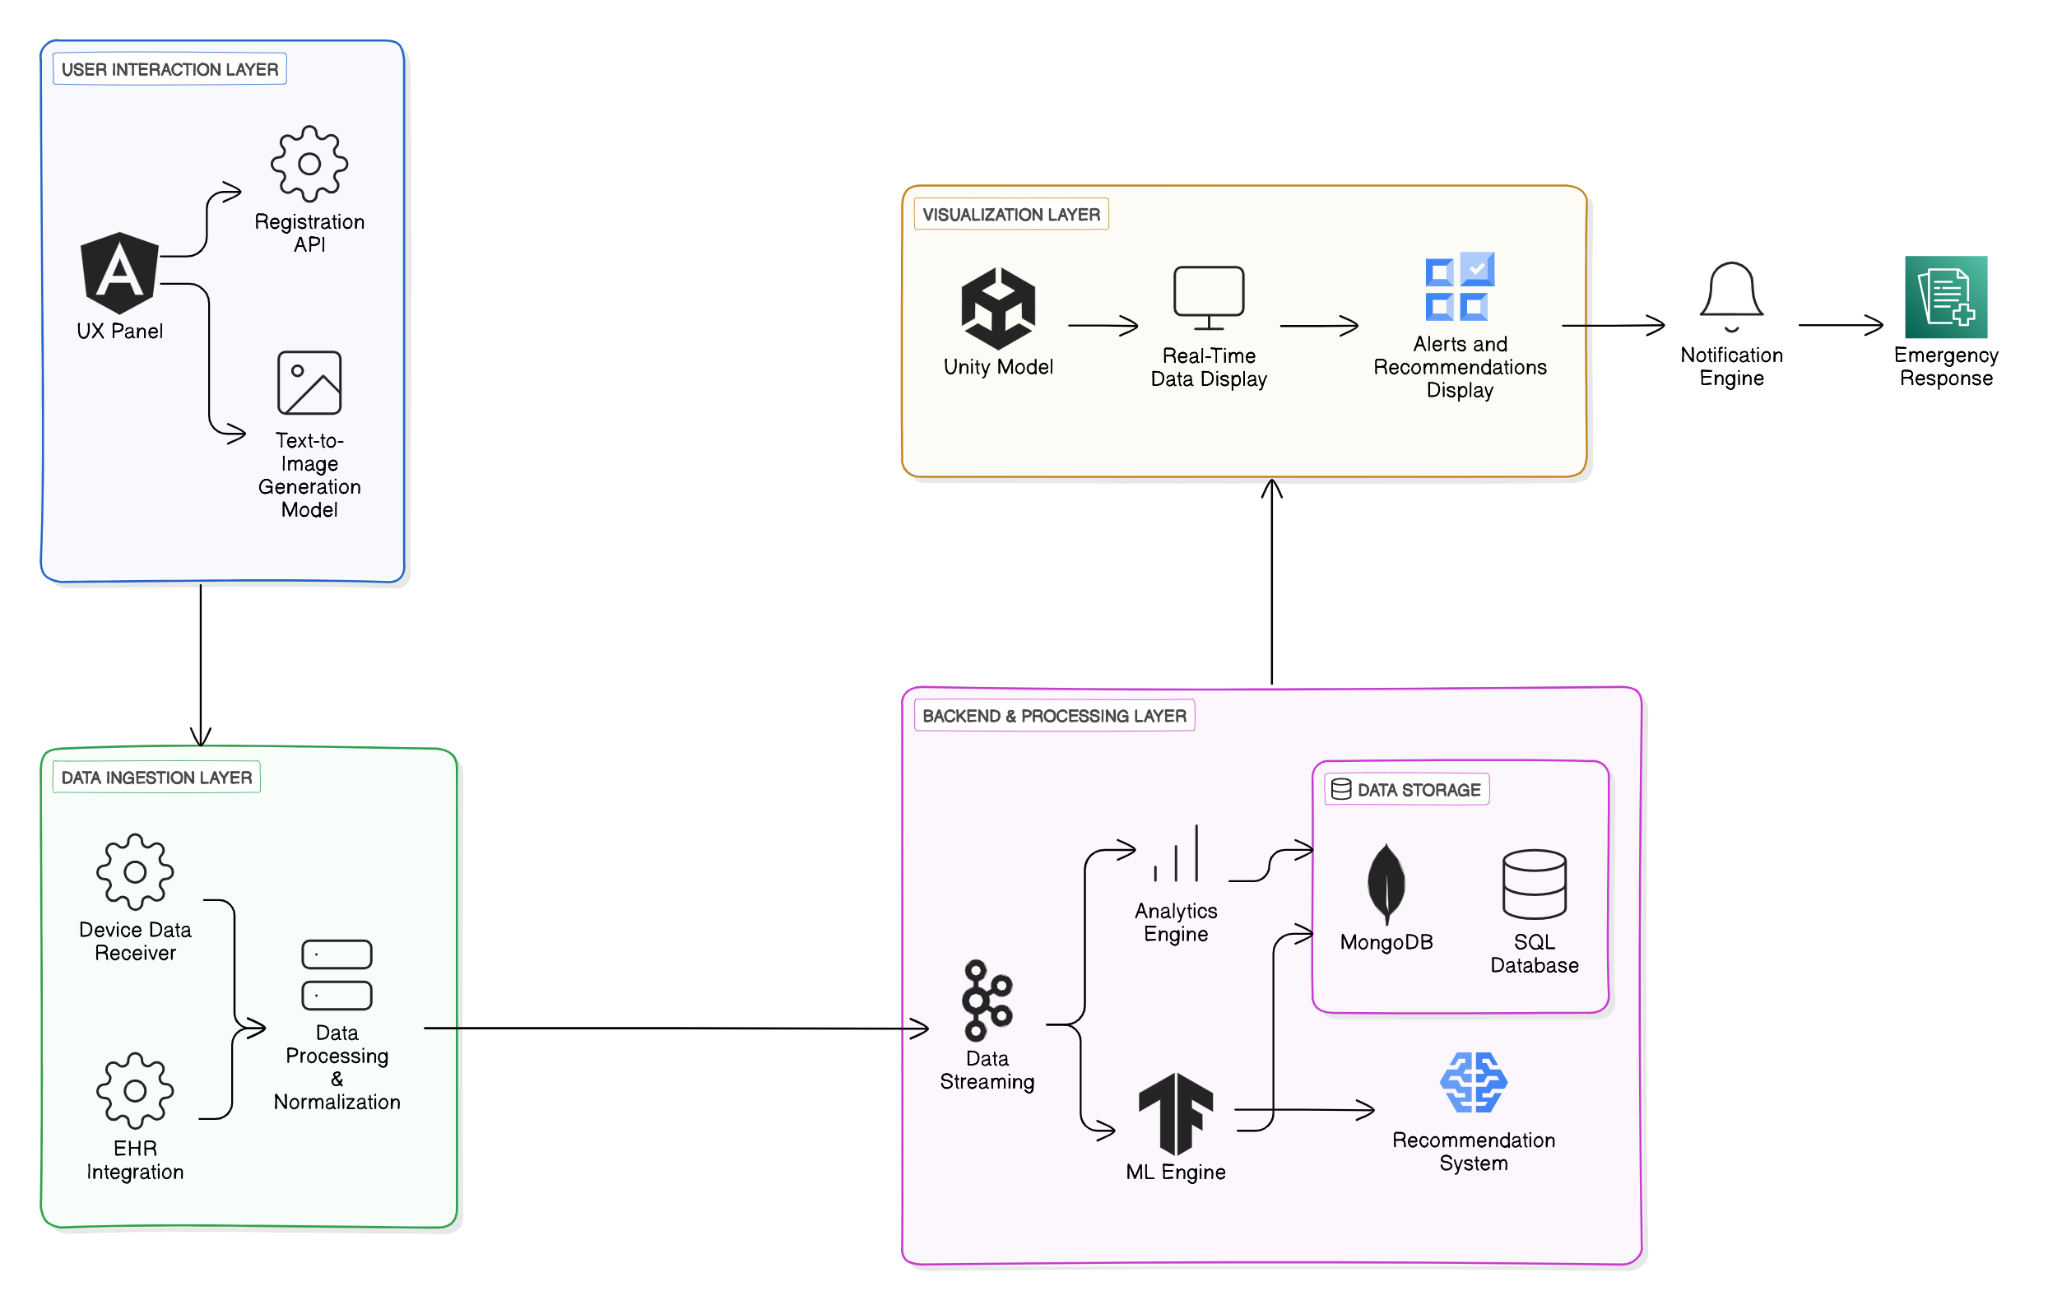 USER INTERACTION LAYER
Registration
API
UX Panel
Text-to-
Image
Generation
Model
VISUALIZATION LAYER
Unity Model
Real-Time
Data Display
Alerts and
Recommendations
Display
Notification
Engine
Emergency
Response
DATA INGESTION LAYER
Device Data
Receiver
Data
Processing
&
Normalization
EHR
Integration
BACKEND & PROCESSING LAYER
DATA STORAGE
Analytics
Engine
MongoDB
SQL
Database
Data
Streaming
ML Engine
Recommendation
System